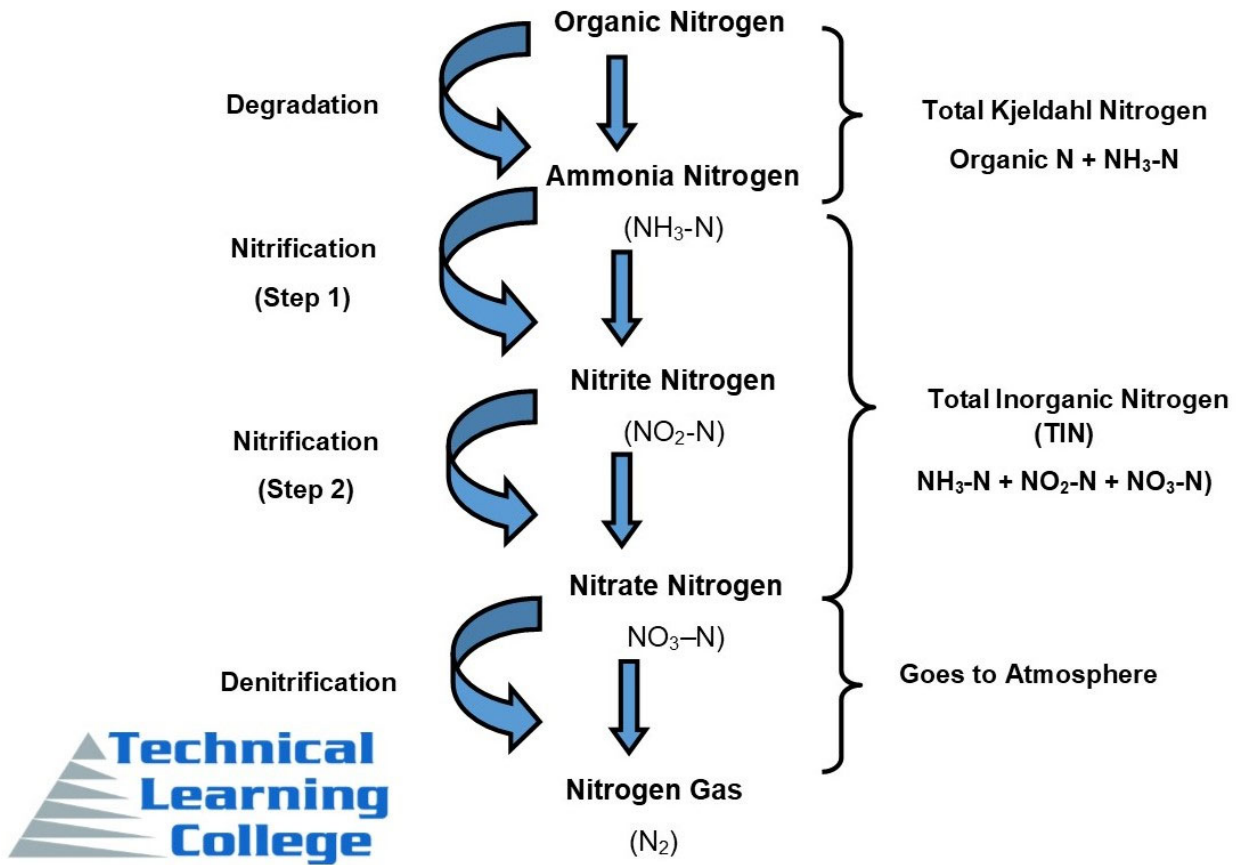 Organic Nitrogen
Degradation
Total Kjeldahl Nitrogen
Organic N + NH₃-N
Ammonia Nitrogen
(NH₃-N)
Nitrification
(Step 1)
Nitrite Nitrogen
(NO₂-N)
Nitrification
(Step 2)
Total Inorganic Nitrogen
(TIN)
NH₃-N + NO₂-N + NO₃-N)
Nitrate Nitrogen
NO₃–N)
Denitrification
Goes to Atmosphere
Nitrogen Gas
(N₂)
Technical
Learning
College